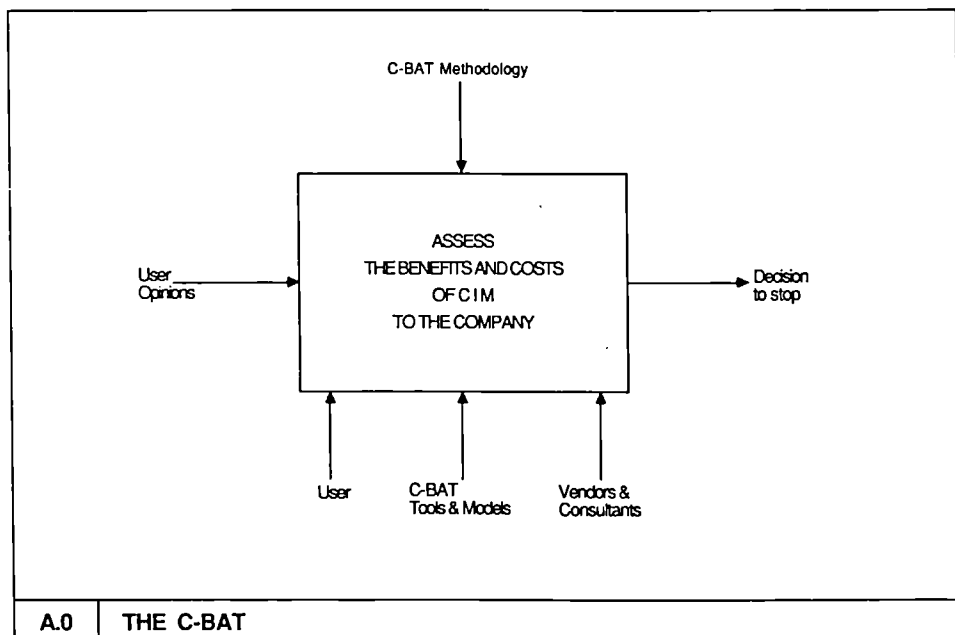 C-BAT Methodology
ASSESS
THE BENEFITS AND COSTS
OF C I M
TO THE COMPANY
User
Opinions
Decision
to stop
User
C-BAT
Tools & Models
Vendors &
Consultants
A.0 THE C-BAT